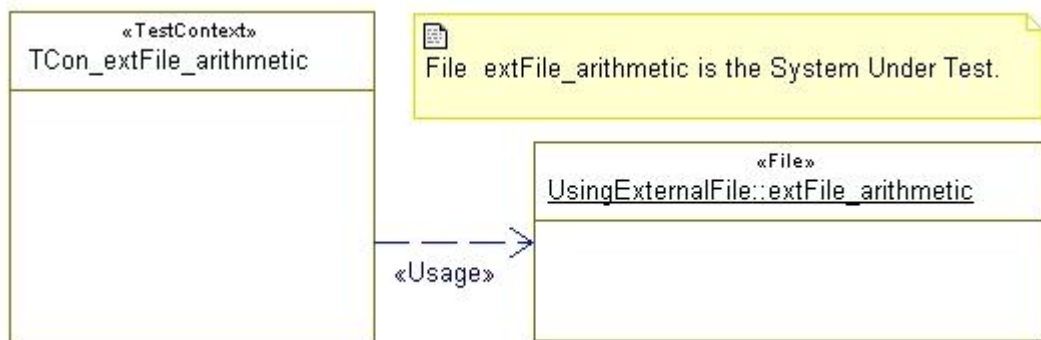 «TestContext»
TCon_extFile_arithmetic
File extFile_arithmetic is the System Under Test.
«File»
UsingExternalFile::extFile_arithmetic
«Usage»